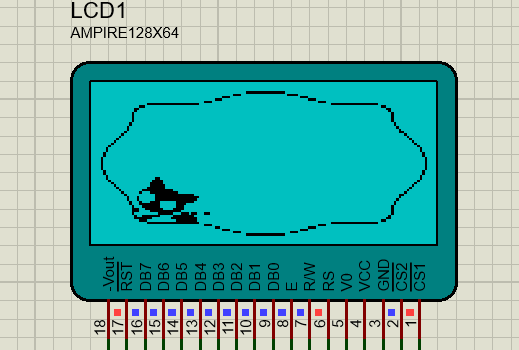 LCD1
AMPIRE128X64
-Vout
RST
DB7
DB6
DB5
DB4
DB3
DB2
DB1
DB0
E
R/W
RS
V0
VCC
GND
CS2
CS1
18
17
16
15
14
13
12
11
10
9
8
7
6
5
4
3
2
1